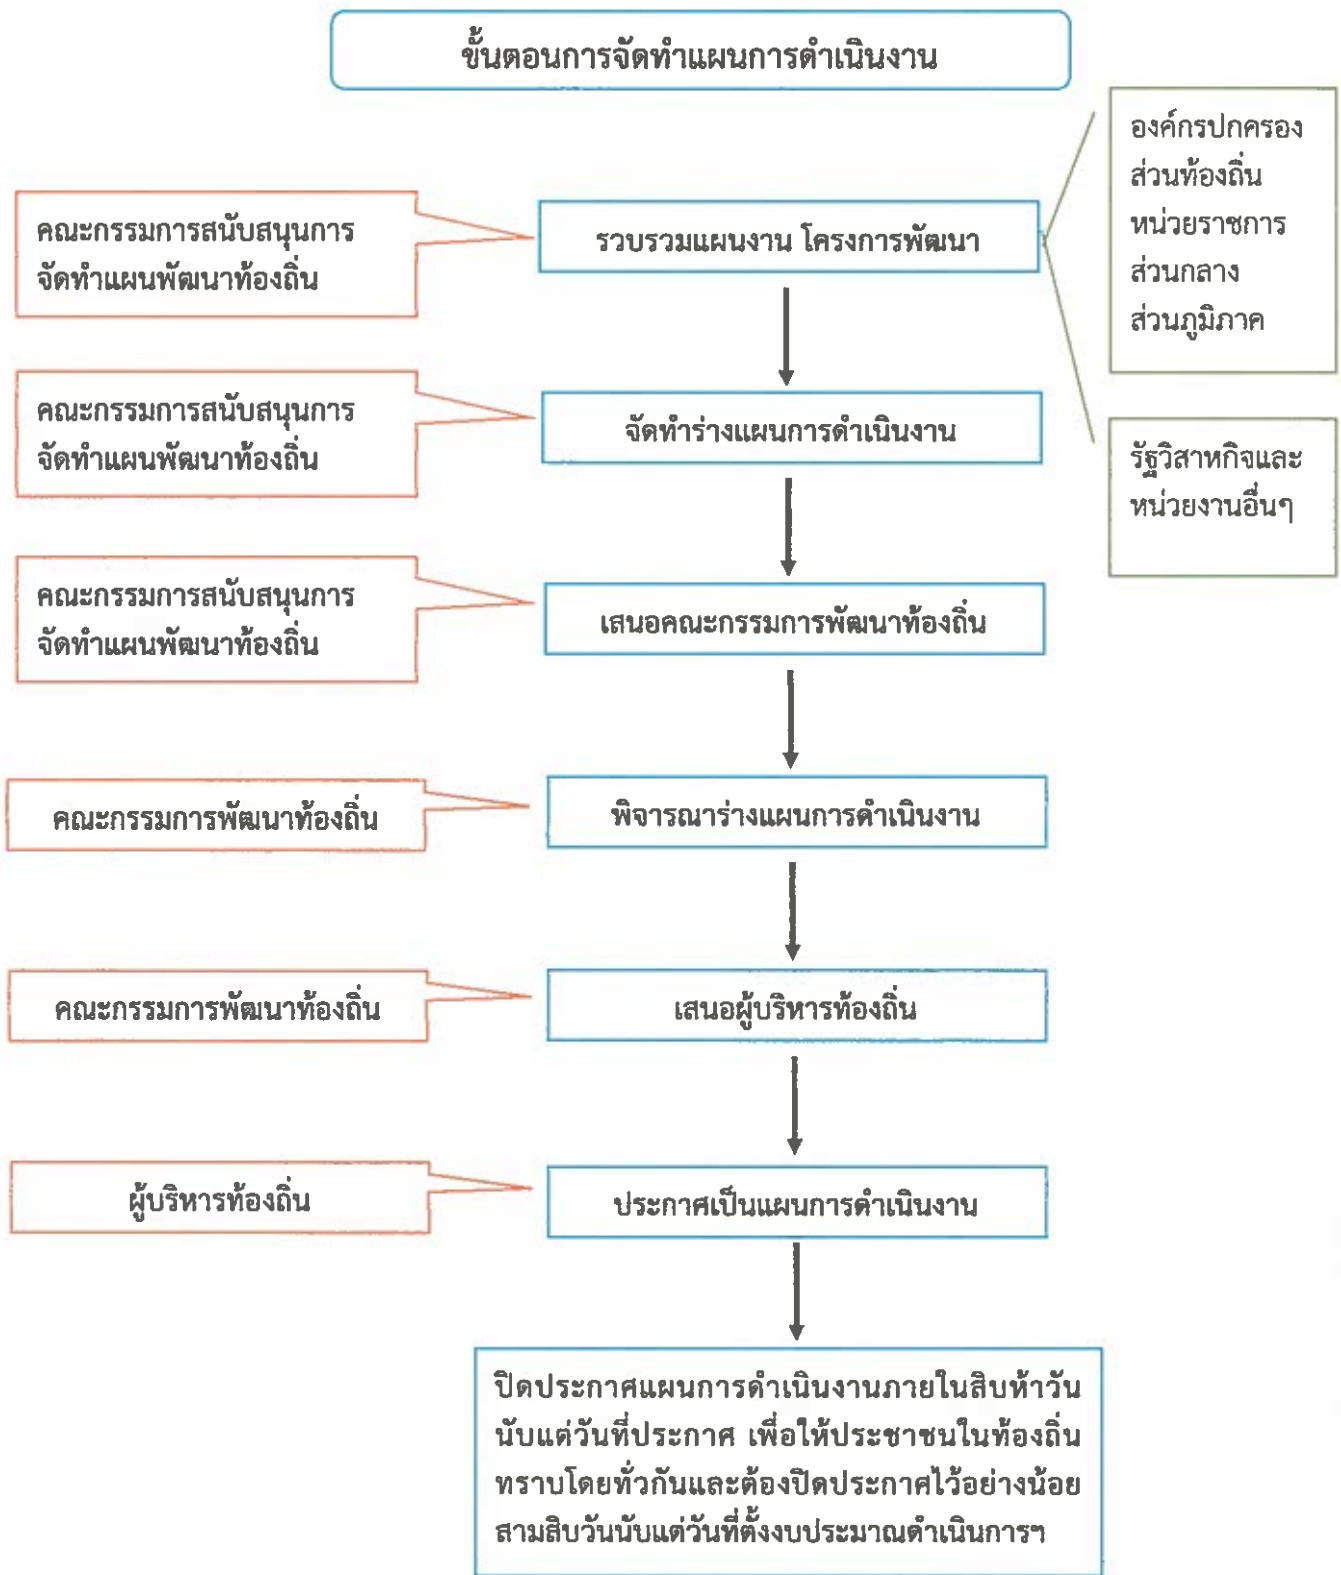 ขั้นตอนการจัดทำแผนการดำเนินงาน
องค์กรปกครอง
ส่วนท้องถิ่น
หน่วยราชการ
ส่วนกลาง
ส่วนภูมิภาค
คณะกรรมการสนับสนุนการ
จัดทำแผนพัฒนาท้องถิ่น
รวบรวมแผนงาน โครงการพัฒนา
คณะกรรมการสนับสนุนการ
จัดทำแผนพัฒนาท้องถิ่น
จัดทำร่างแผนการดำเนินงาน
รัฐวิสาหกิจและ
หน่วยงานอื่นๆ
คณะกรรมการสนับสนุนการ
จัดทำแผนพัฒนาท้องถิ่น
เสนอคณะกรรมการพัฒนาท้องถิ่น
คณะกรรมการพัฒนาท้องถิ่น
พิจารณาร่างแผนการดำเนินงาน
คณะกรรมการพัฒนาท้องถิ่น
เสนอผู้บริหารท้องถิ่น
ผู้บริหารท้องถิ่น
ประกาศเป็นแผนการดำเนินงาน
ปิดประกาศแผนการดำเนินงานภายในสิบห้าวัน
นับแต่วันที่ประกาศ เพื่อให้ประชาชนในท้องถิ่น
ทราบโดยทั่วกันและต้องปิดประกาศไว้อย่างน้อย
สามสิบวันนับแต่วันที่ตั้งงบประมาณดำเนินการฯ